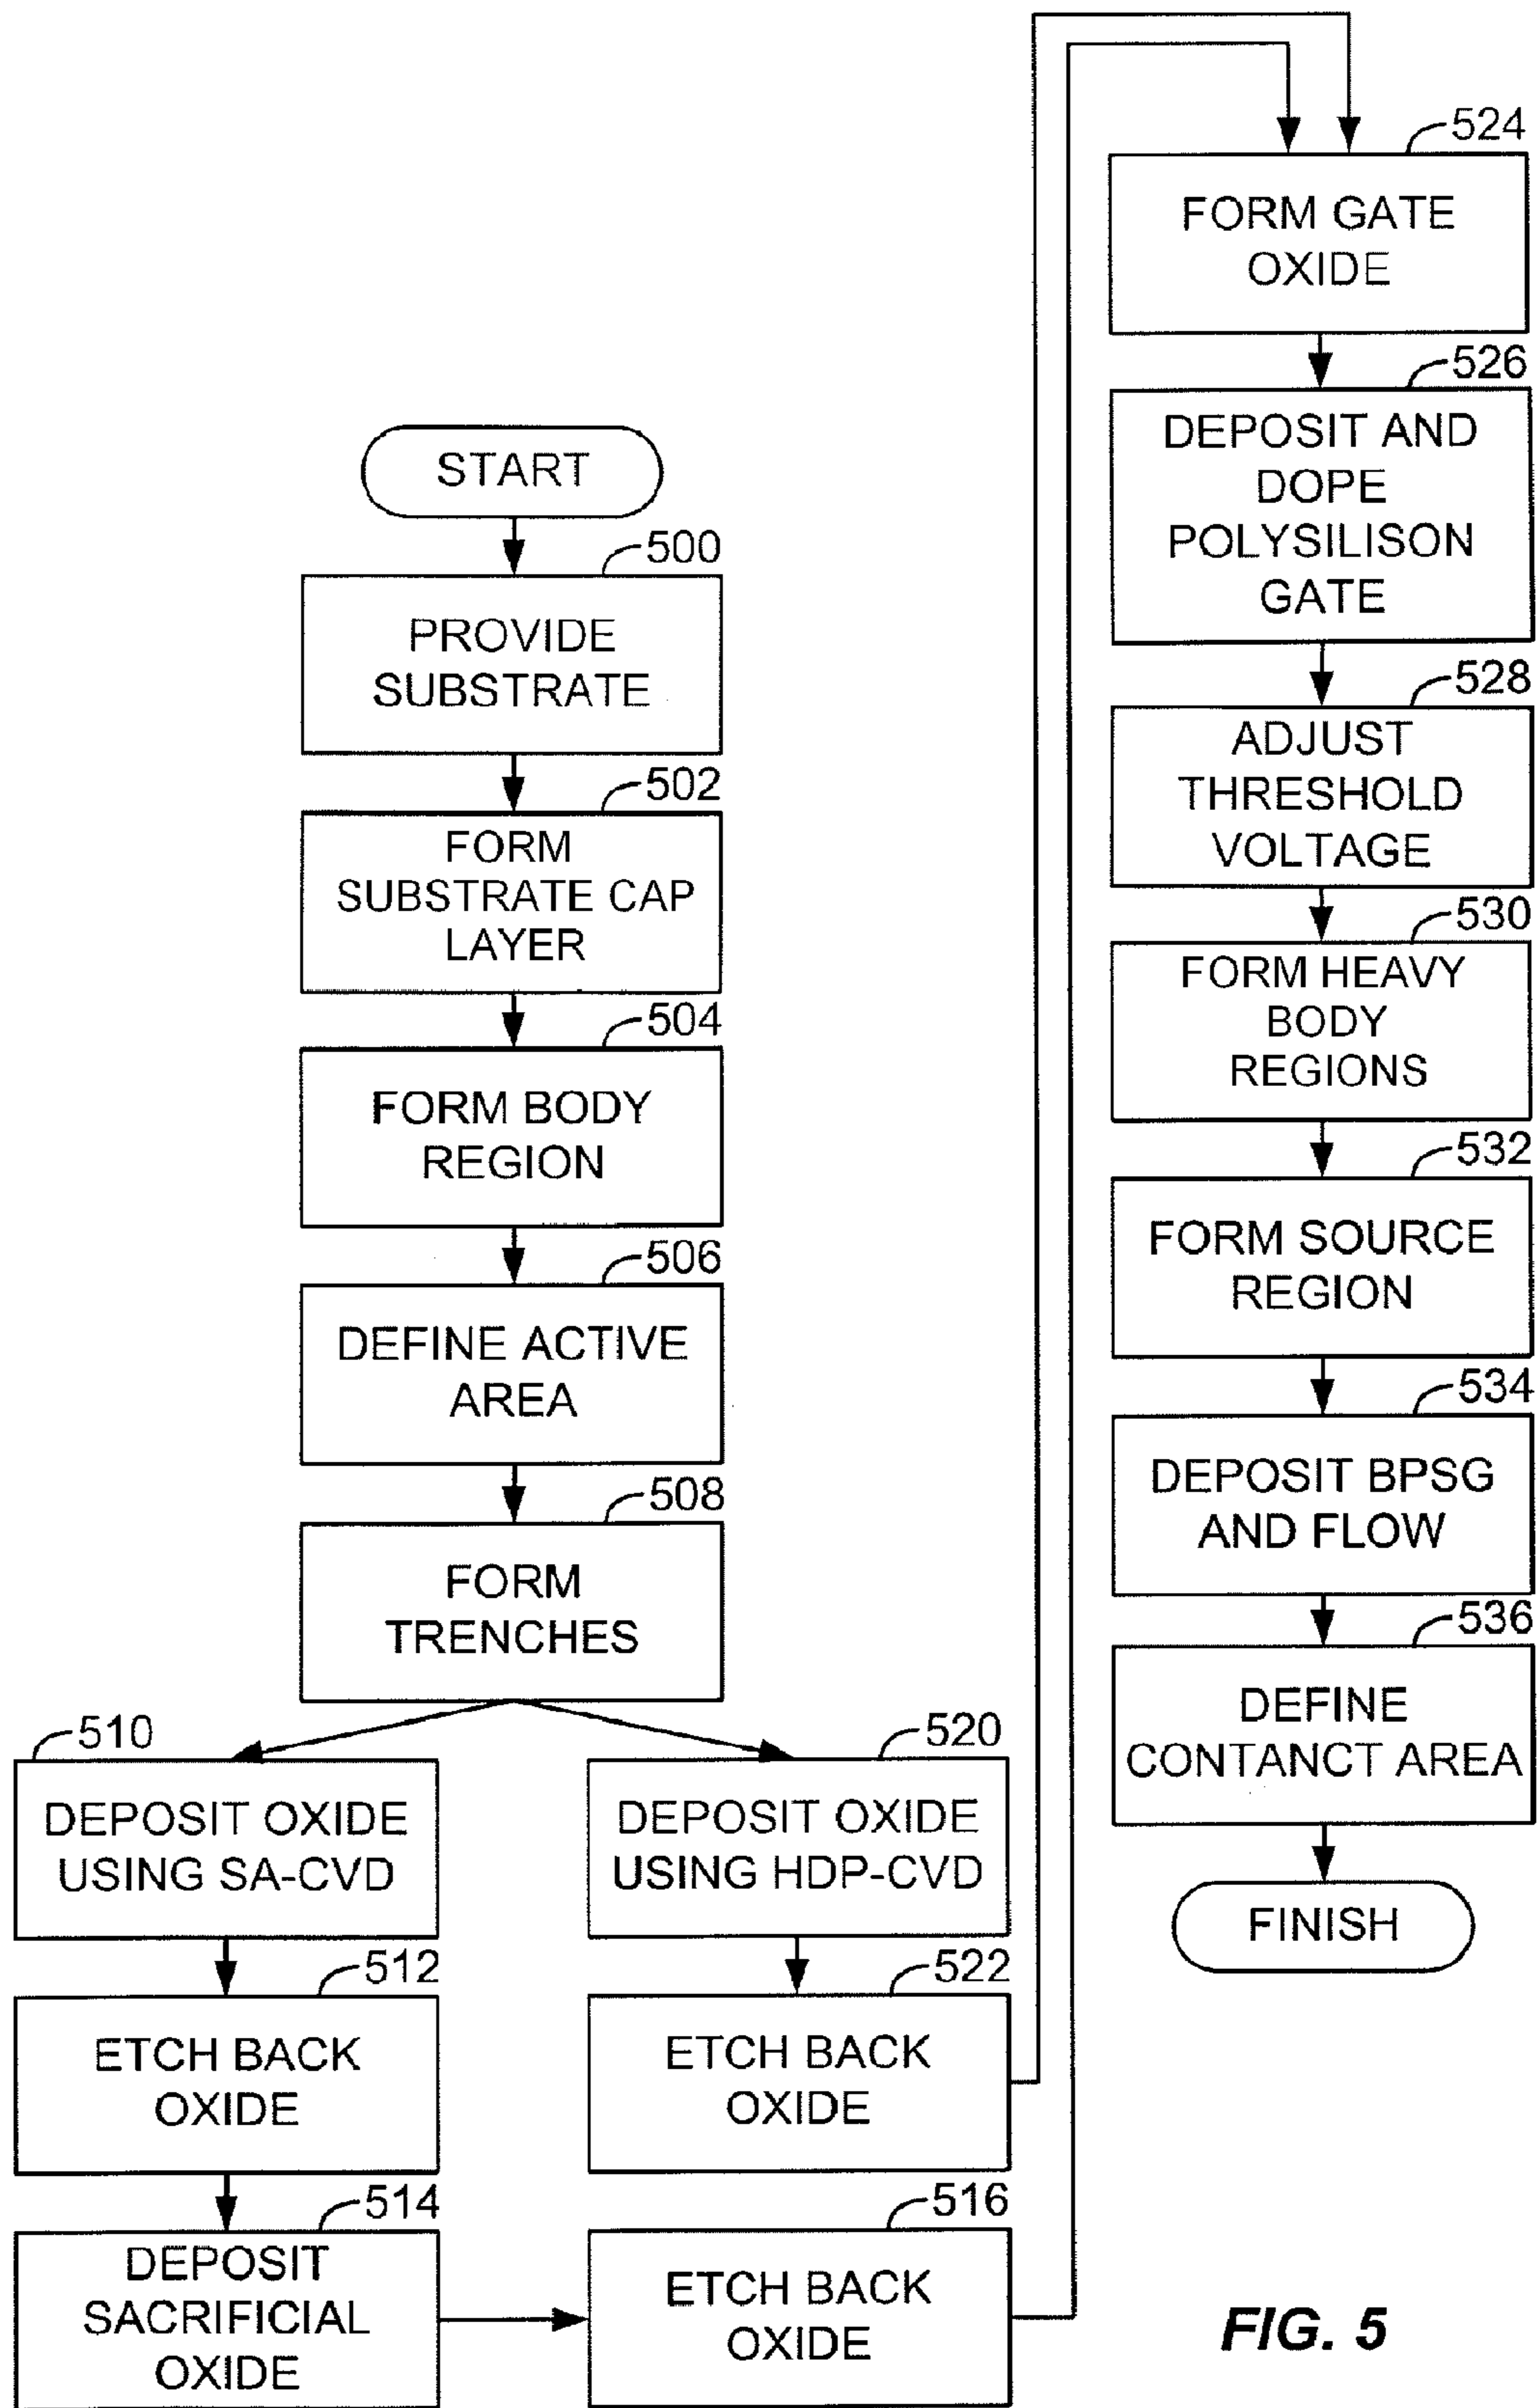 START
500
PROVIDE
SUBSTRATE
502
FORM
SUBSTRATE CAP
LAYER
504
FORM BODY
REGION
506
DEFINE ACTIVE
AREA
508
FORM
TRENCHES
510
DEPOSIT OXIDE
USING SA-CVD
512
ETCH BACK
OXIDE
514
DEPOSIT
SACRIFICIAL
OXIDE
516
ETCH BACK
OXIDE
520
DEPOSIT OXIDE
USING HDP-CVD
522
ETCH BACK
OXIDE
524
FORM GATE
OXIDE
526
DEPOSIT AND
DOPE
POLYSILISON
GATE
528
ADJUST
THRESHOLD
VOLTAGE
530
FORM HEAVY
BODY
REGIONS
532
FORM SOURCE
REGION
534
DEPOSIT BPSG
AND FLOW
536
DEFINE
CONTANCT AREA
FINISH
FIG. 5